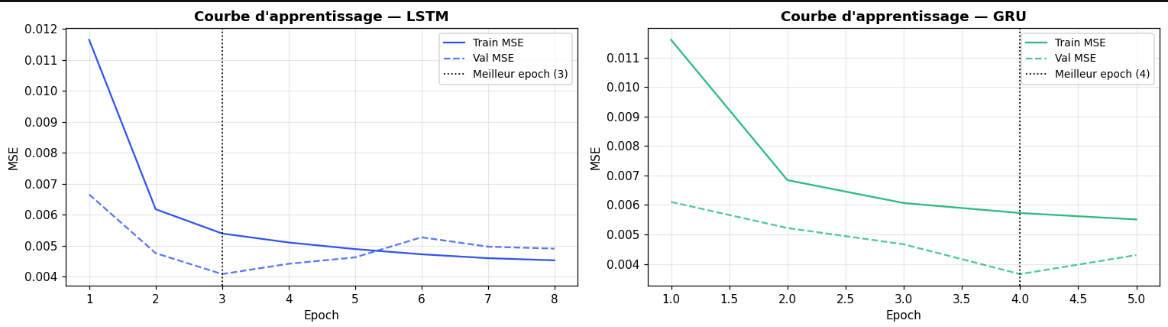 Courbe d'apprentissage — LSTM
0.012
0.011
0.010
0.009
0.008
0.007
0.006
0.005
0.004
MSE
Train MSE
Val MSE
Meilleur epoch (3)
1 2 3 4 5 6 7 8
Epoch
Courbe d'apprentissage — GRU
0.011
0.010
0.009
0.008
0.007
0.006
0.005
0.004
MSE
Train MSE
Val MSE
Meilleur epoch (4)
1.0 1.5 2.0 2.5 3.0 3.5 4.0 4.5 5.0
Epoch